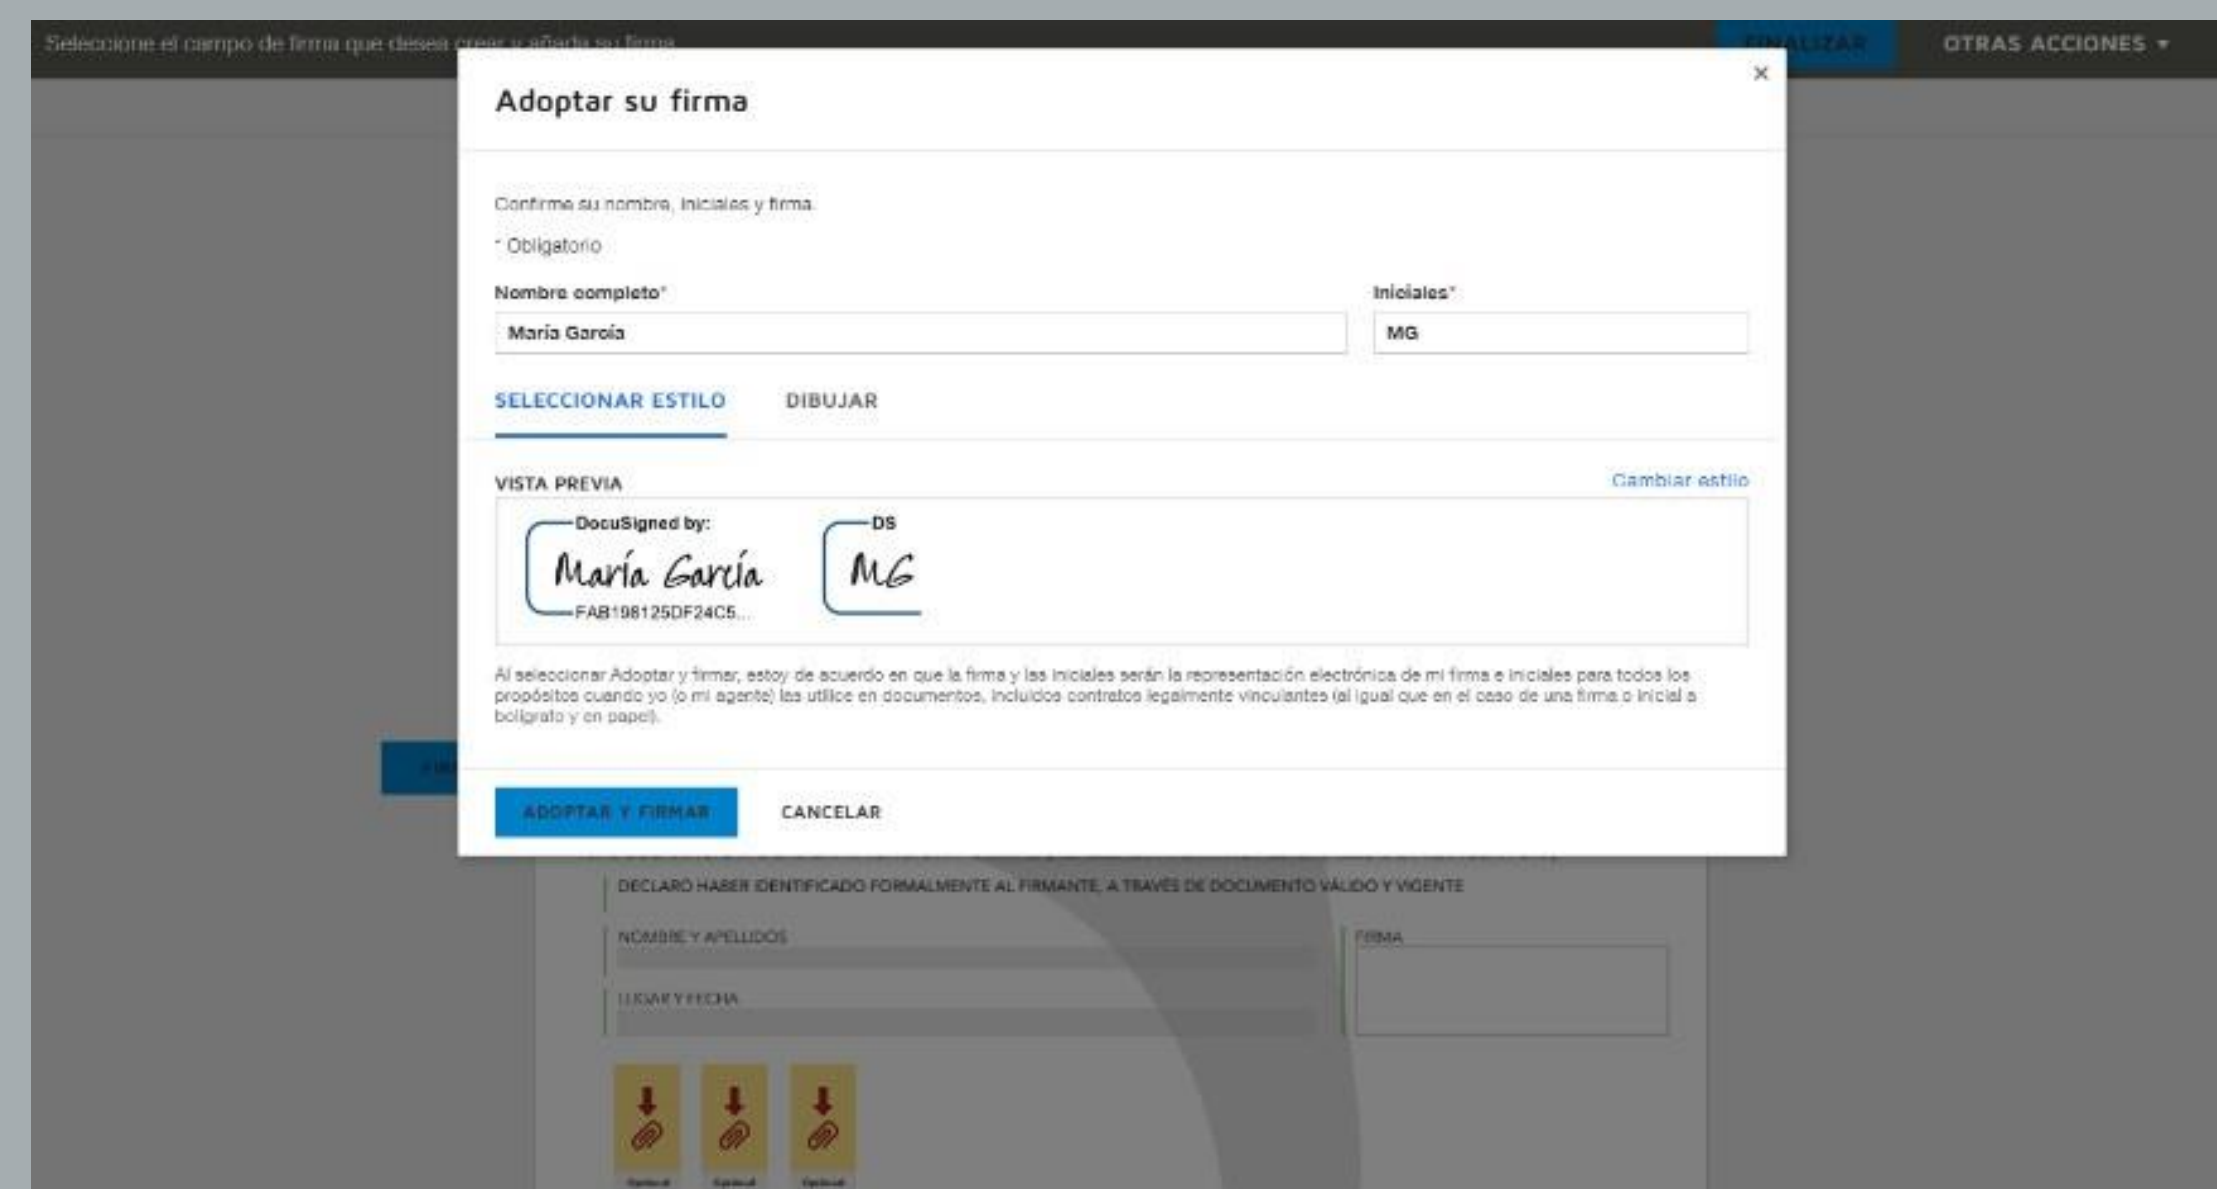 Seleccione el campo de firma que desea crear y añada su firma
FINALIZAR
OTRAS ACCIONES
Adoptar su firma
Confirme su nombre, iniciales y firma.
* Obligatorio
Nombre completo*
Iniciales*
María García
MG
SELECCIONAR ESTILO
DIBUJAR
VISTA PREVIA
Cambiar estilo
DocuSigned by:
DS
María García
MG
FAB198125DF24C5...
Al seleccionar Adoptar y firmar, estoy de acuerdo en que la firma y las iniciales serán la representación electrónica de mi firma e iniciales para todos los
propósitos cuando yo (o mi agente) las utilice en documentos, incluidos contratos legalmente vinculantes (al igual que en el caso de una firma o inicial a
bolígrafo y en papel).
ADOPTAR Y FIRMAR
CANCELAR
DECLARO HABER IDENTIFICADO FORMALMENTE AL FIRMANTE, A TRAVÉS DE DOCUMENTO VÁLIDO Y VIGENTE
NOMBRE Y APELLIDOS
FIRMA
LUGAR Y FECHA
Optional Optional Optional